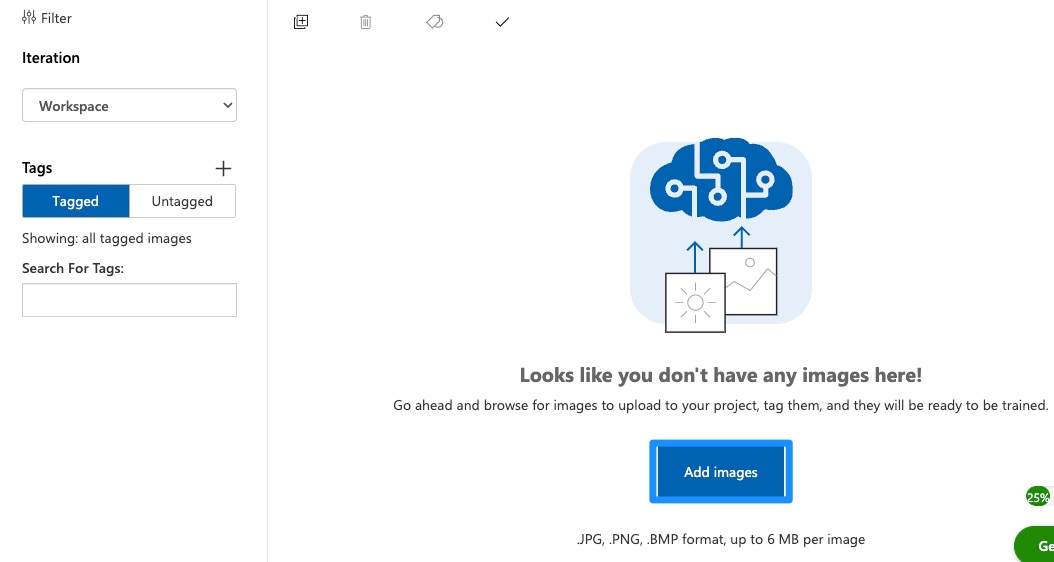 Filter
Iteration
Workspace
Tags
Tagged
Untagged
Showing: all tagged images
Search For Tags:
Looks like you don't have any images here!
Go ahead and browse for images to upload to your project, tag them, and they will be ready to be trained.
Add images
.JPG, .PNG, .BMP format, up to 6 MB per image
25%
Ge